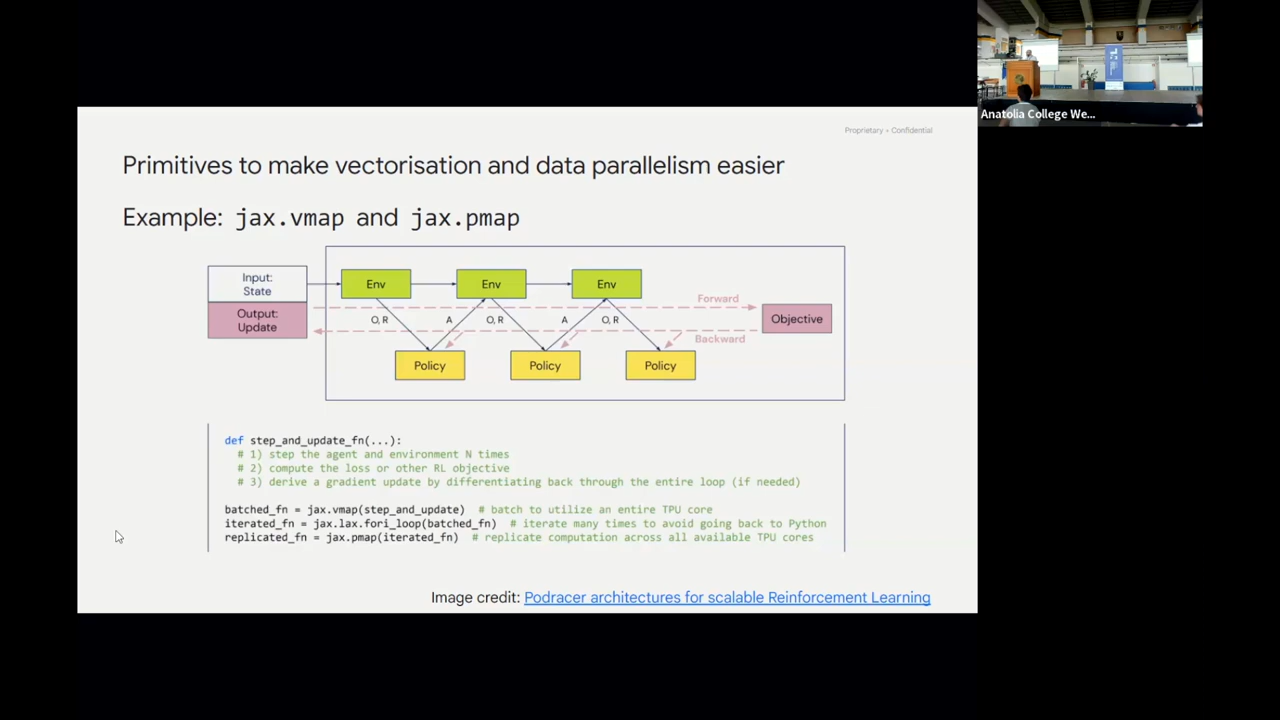 Anatolia College We...
Proprietary + Confidential
Primitives to make vectorisation and data parallelism easier
Example: jax.vmap and jax.pmap
Input:
State
Output:
Update
Env
Env
Env
Forward
O, R
A
O, R
A
O, R
Objective
Backward
Policy
Policy
Policy
def step_and_update_fn(...):
# 1) step the agent and environment N times
# 2) compute the loss or other RL objective
# 3) derive a gradient update by differentiating back through the entire loop (if needed)
batched_fn = jax.vmap(step_and_update) # batch to utilize an entire TPU core
iterated_fn = jax.lax.fori_loop(batched_fn) # iterate many times to avoid going back to Python
replicated_fn = jax.pmap(iterated_fn) # replicate computation across all available TPU cores
Image credit: Podracer architectures for scalable Reinforcement Learning